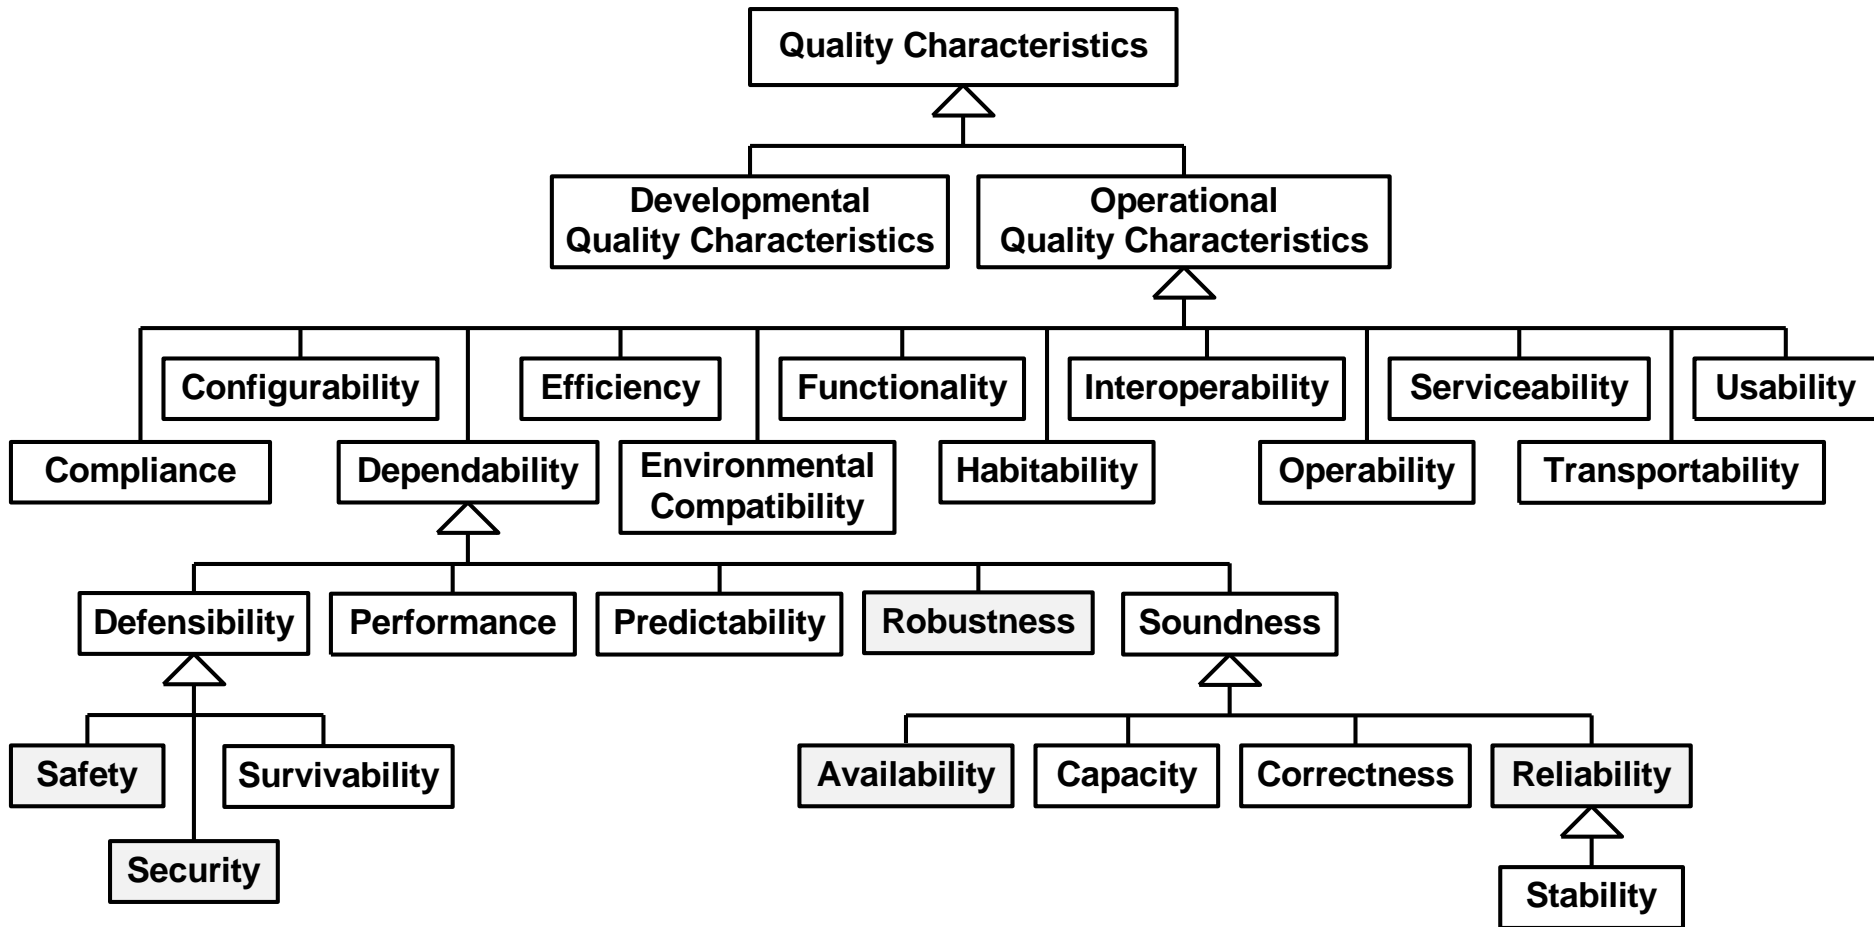 Quality Characteristics
Developmental
Quality Characteristics
Operational
Quality Characteristics
Configurability
Efficiency
Functionality
Interoperability
Serviceability
Usability
Compliance
Dependability
Environmental
Compatibility
Habitability
Operability
Transportability
Defensibility
Performance
Predictability
Robustness
Soundness
Safety
Survivability
Availability
Capacity
Correctness
Reliability
Security
Stability